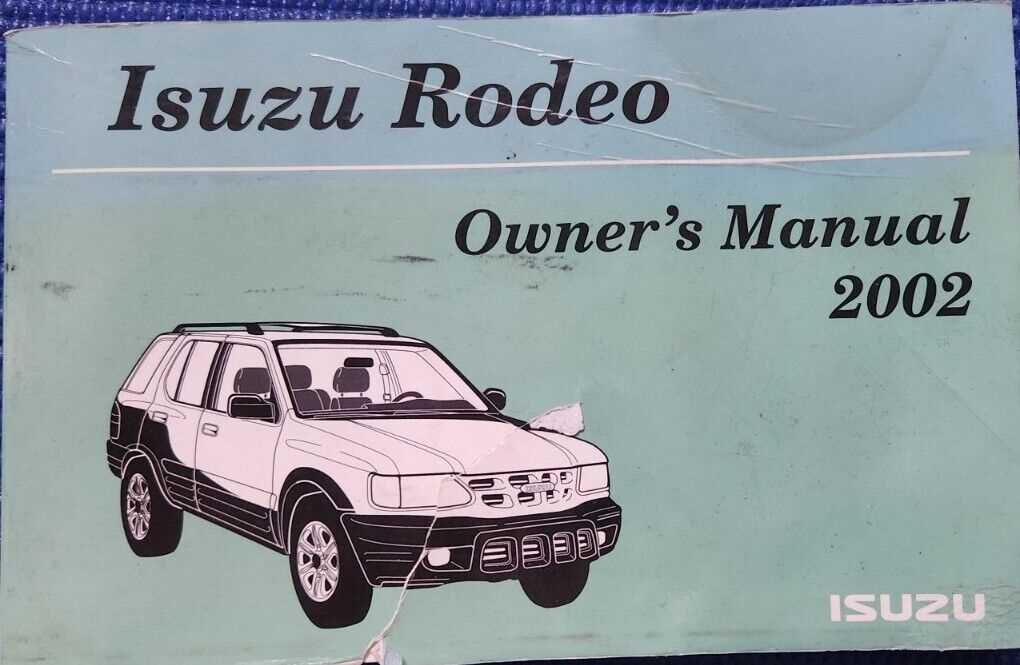 Isuzu Rodeo
Owner's Manual
2002
ISUZU